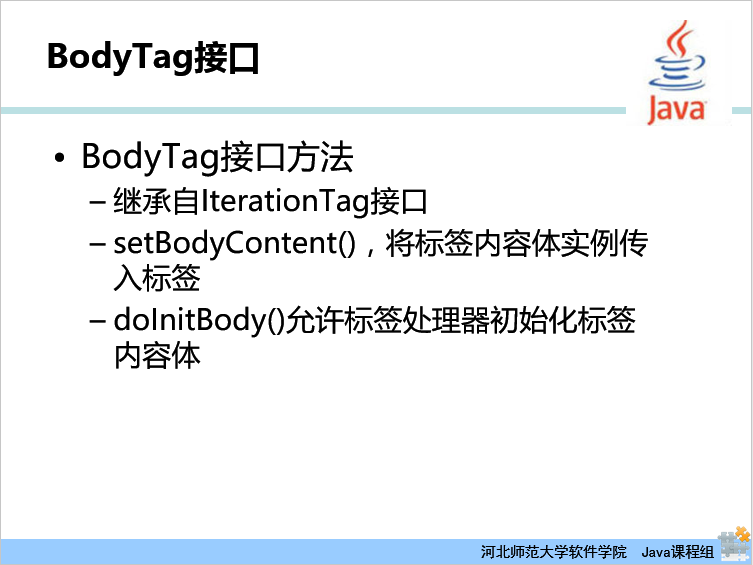 BodyTag接口
Java
• BodyTag接口方法
– 继承自IterationTag接口
– setBodyContent()，将标签内容体实例传
入标签
– doInitBody()允许标签处理器初始化标签
内容体
河北师范大学软件学院 Java课程组